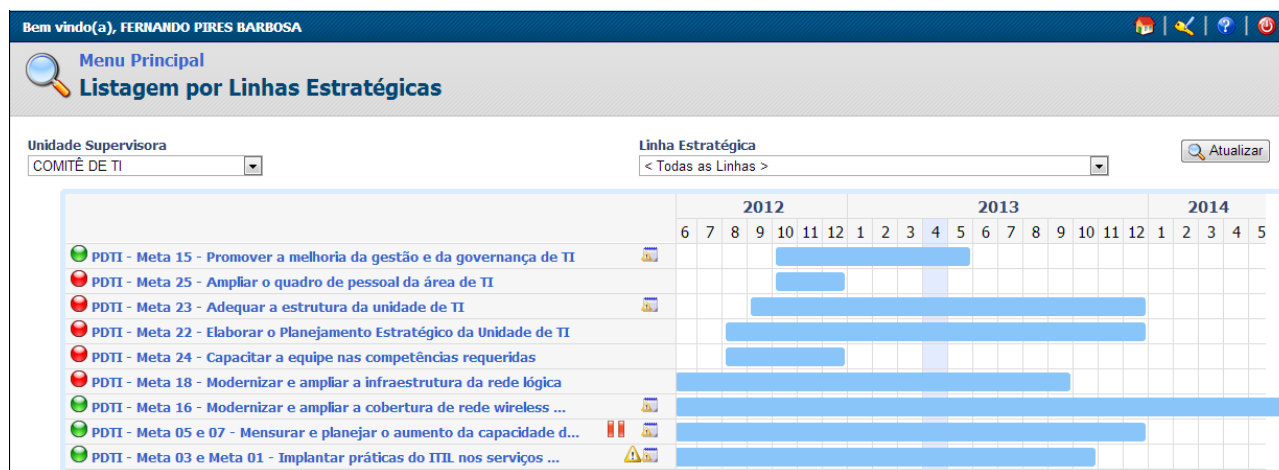 Bem vindo(a), FERNANDO PIRES BARBOSA
Menu Principal
Listagem por Linhas Estratégicas
Unidade Supervisora
Linha Estratégica
COMITÊ DE TI
< Todas as Linhas >
Atualizar
2012 2013 2014
6 7 8 9 10 11 12 1 2 3 4 5 6 7 8 9 10 11 12 1 2 3 4 5
PDTI - Meta 15 - Promover a melhoria da gestão e da governança de TI
PDTI - Meta 25 - Ampliar o quadro de pessoal da área de TI
PDTI - Meta 23 - Adequar a estrutura da unidade de TI
PDTI - Meta 22 - Elaborar o Planejamento Estratégico da Unidade de TI
PDTI - Meta 24 - Capacitar a equipe nas competências requeridas
PDTI - Meta 18 - Modernizar e ampliar a infraestrutura da rede lógica
PDTI - Meta 16 - Modernizar e ampliar a cobertura de rede wireless ...
PDTI - Meta 05 e 07 - Mensurar e planejar o aumento da capacidade d...
PDTI - Meta 03 e Meta 01 - Implantar práticas do ITIL nos serviços ...